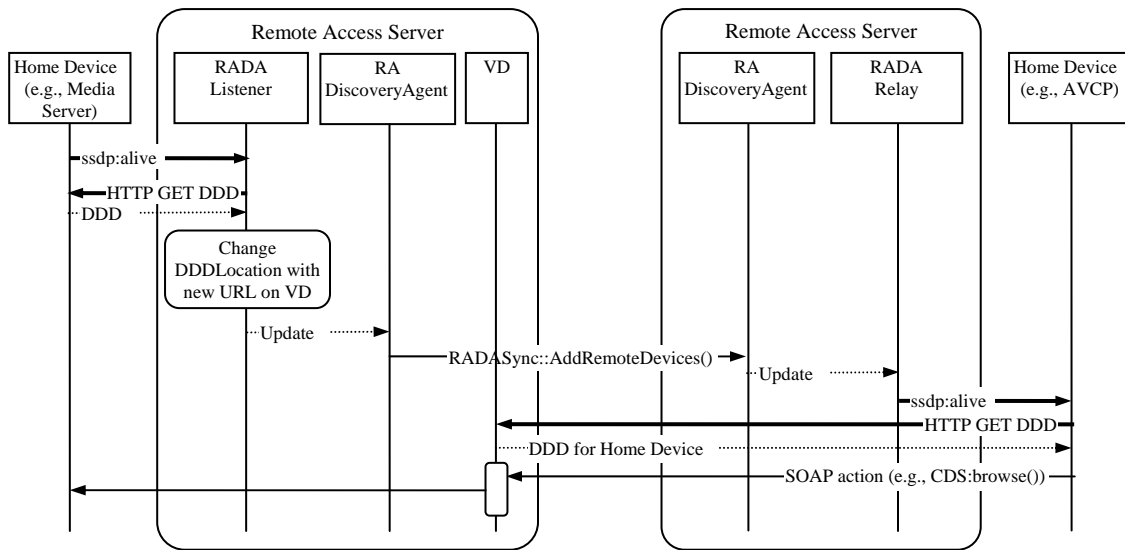 Remote Access Server
Remote Access Server
Home Device
(e.g., Media
Server)
RADA
Listener
RA
DiscoveryAgent
VD
RA
DiscoveryAgent
RADA
Relay
Home Device
(e.g., AVCP)
ssdp:alive
HTTP GET DDD
DDD
Change
DDDLocation with
new URL on VD
Update
RADASync::AddRemoteDevices()
Update
ssdp:alive
HTTP GET DDD
DDD for Home Device
SOAP action (e.g., CDS:browse())